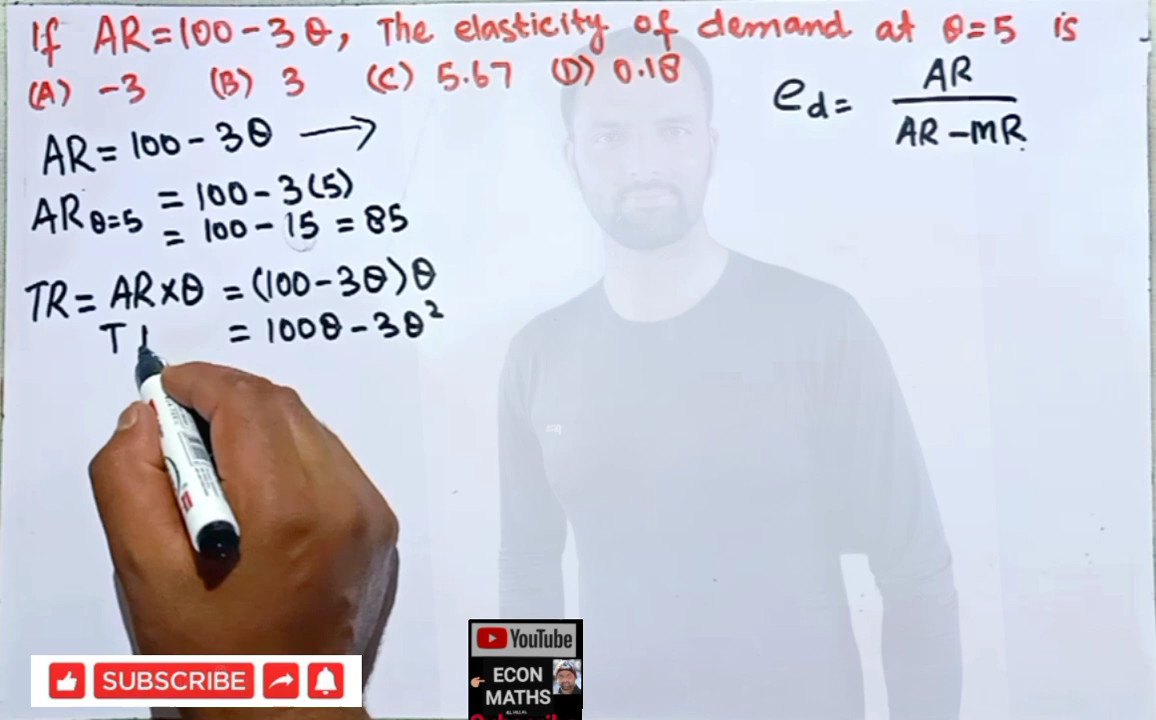 If AR=100-3θ, The elasticity of demand at θ=5 is
(A) -3 (B) 3 (C) 5.67 (D) 0.18
e_d = AR / AR-MR
AR = 100-3θ ⟶
AR θ=5 = 100-3(5)
= 100-15 = 85
TR = AR×θ = (100-3θ)θ
T = 100θ-3θ²
SUBSCRIBE
YouTube
ECON
MATHS